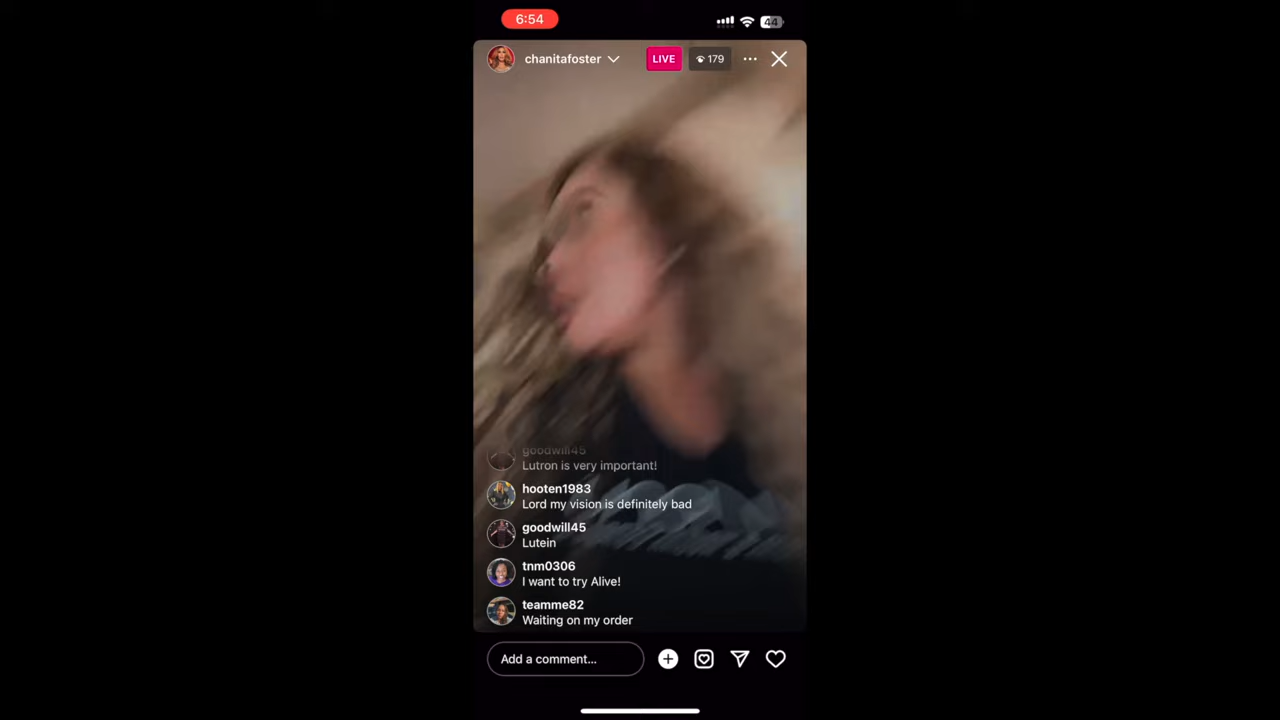 6:54
44
chanitafoster
LIVE
179
goodwill45
Lutron is very important!
hooten1983
Lord my vision is definitely bad
goodwill45
Lutein
tnm0306
I want to try Alive!
teamme82
Waiting on my order
Add a comment...